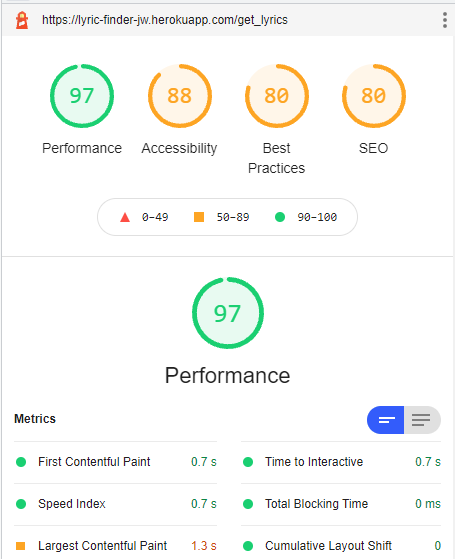 https://lyric-finder-jw.herokuapp.com/get_lyrics
97 88 80 80
Performance Accessibility Best Practices SEO
0–49 50–89 90–100
97
Performance
Metrics
First Contentful Paint 0.7 s
Time to Interactive 0.7 s
Speed Index 0.7 s
Total Blocking Time 0 ms
Largest Contentful Paint 1.3 s
Cumulative Layout Shift 0